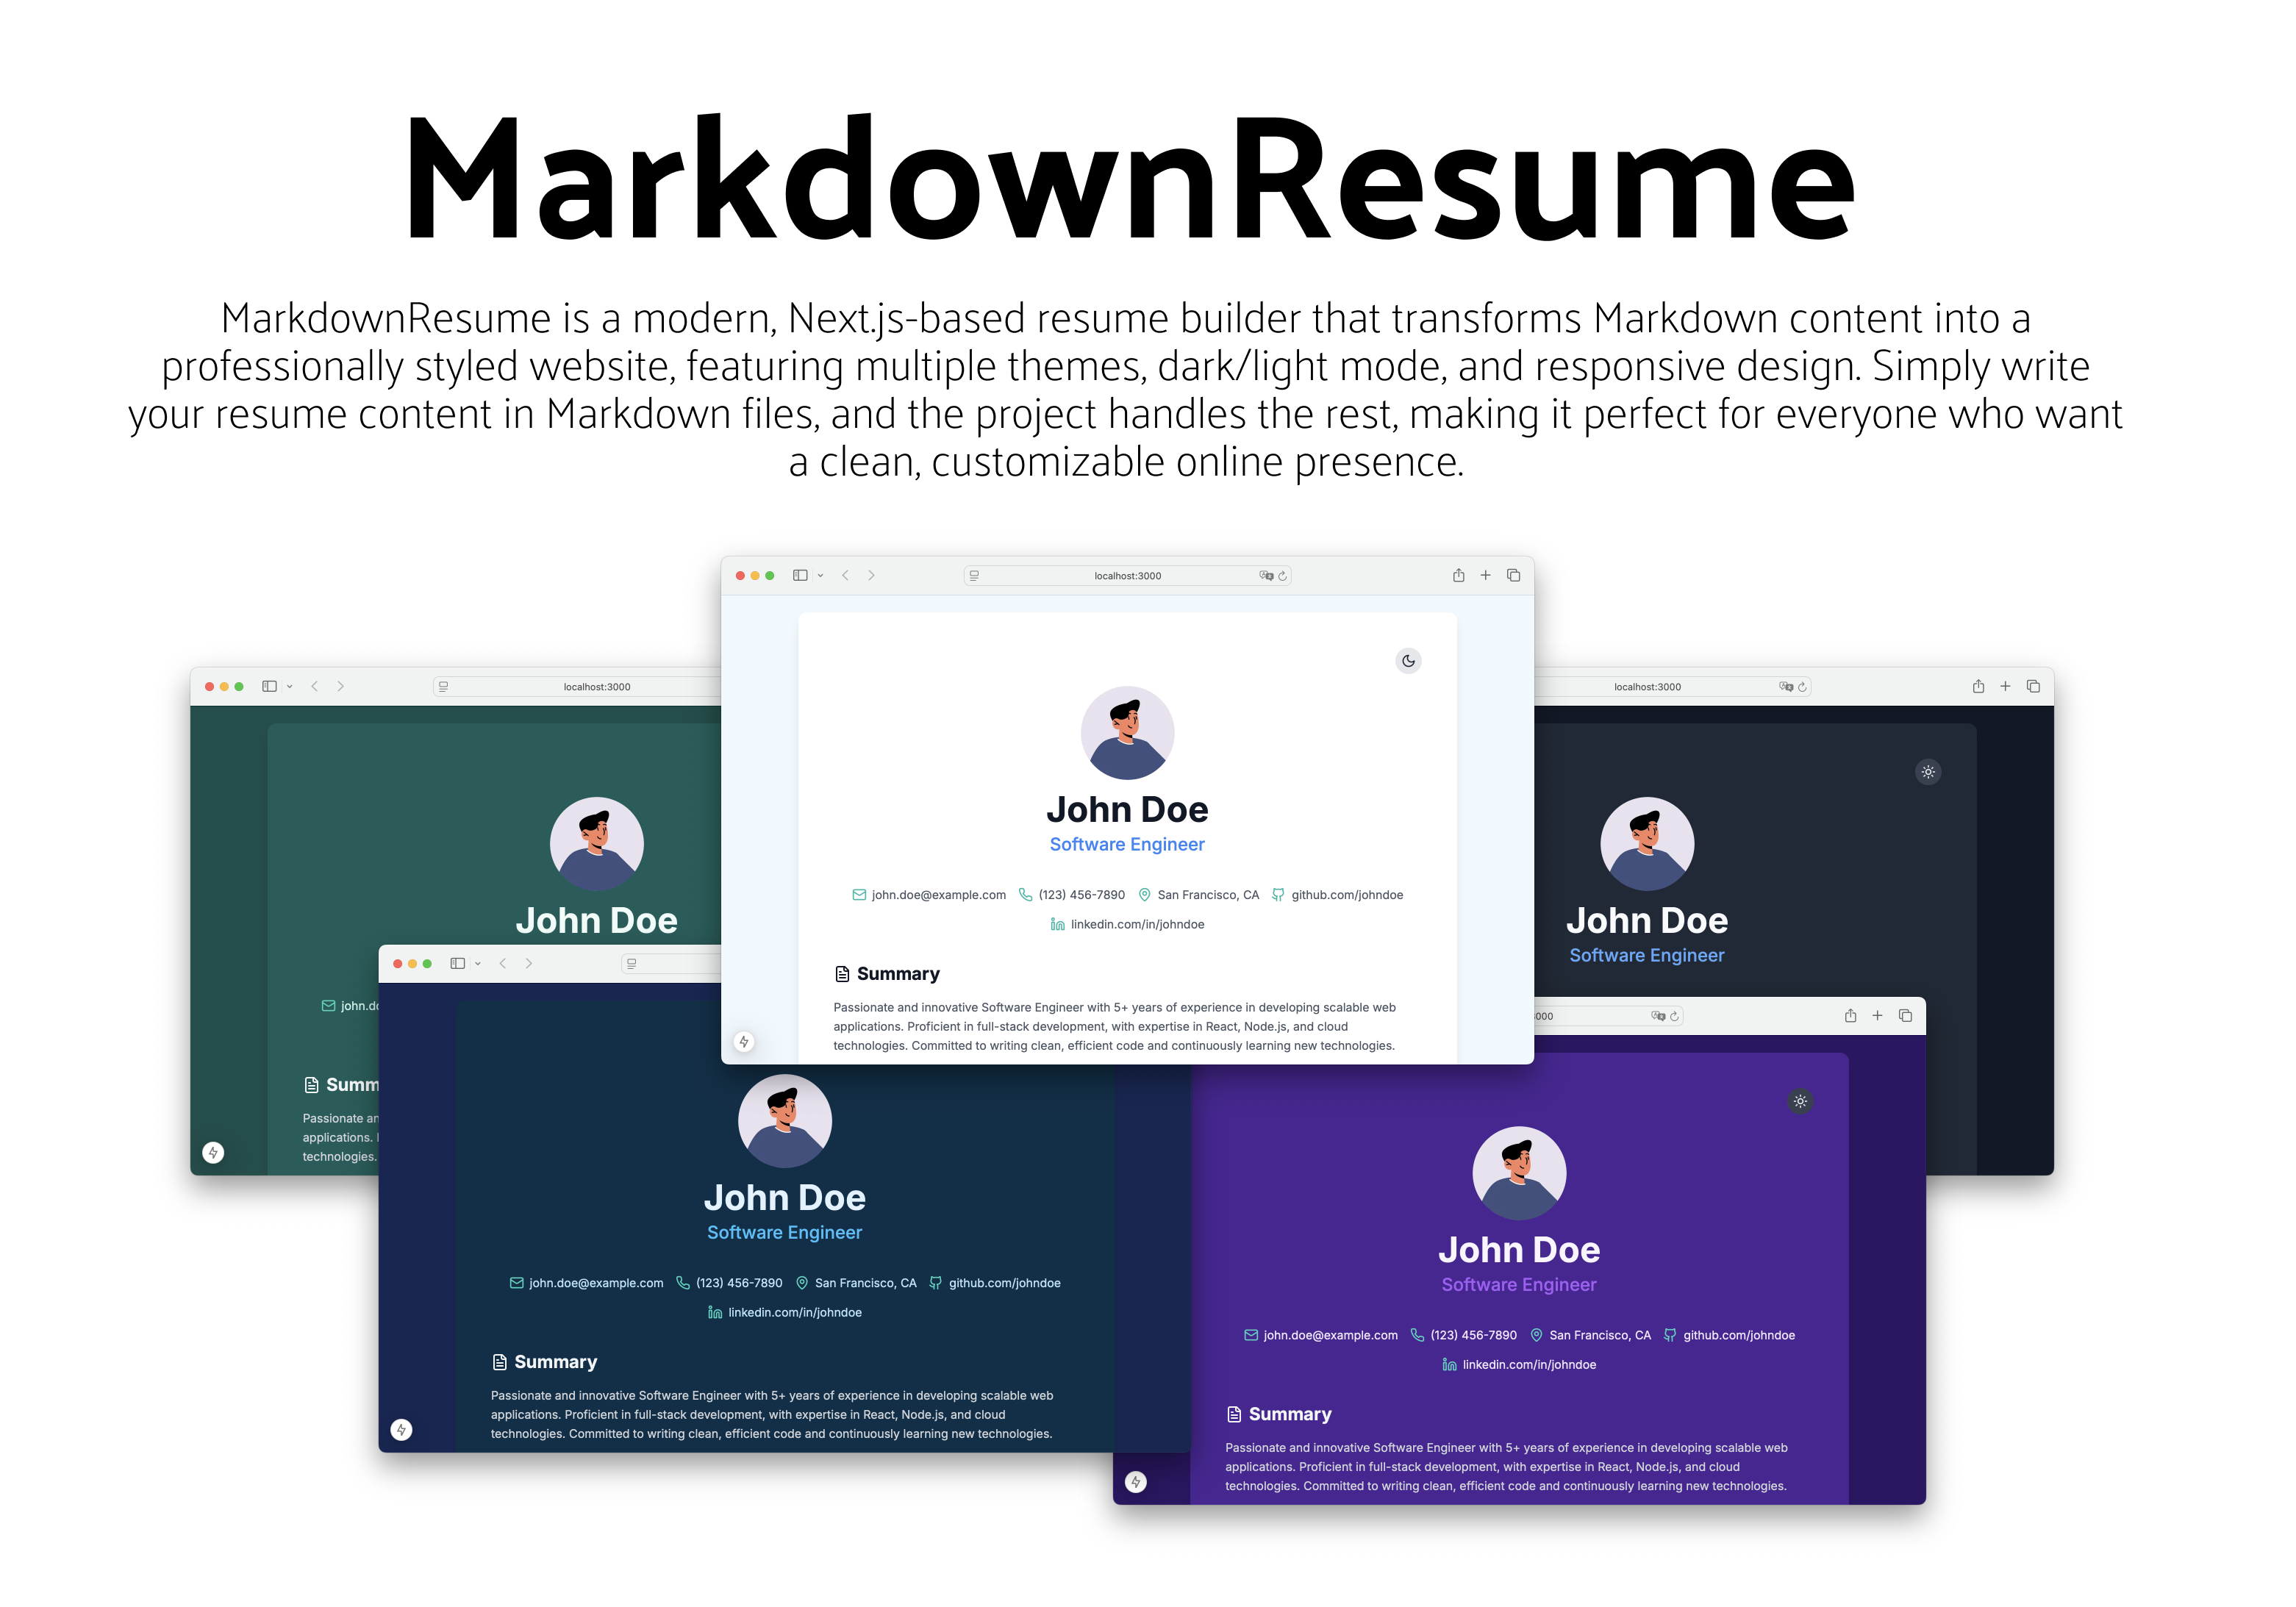 MarkdownResume
MarkdownResume is a modern, Next.js-based resume builder that transforms Markdown content into a
professionally styled website, featuring multiple themes, dark/light mode, and responsive design. Simply write
your resume content in Markdown files, and the project handles the rest, making it perfect for everyone who want
a clean, customizable online presence.
localhost:3000
John Doe
Software Engineer
john.doe@example.com (123) 456-7890 San Francisco, CA github.com/johndoe
linkedin.com/in/johndoe
Summary
Passionate and innovative Software Engineer with 5+ years of experience in developing scalable web
applications. Proficient in full-stack development, with expertise in React, Node.js, and cloud
technologies. Committed to writing clean, efficient code and continuously learning new technologies.
localhost:3000
John Doe
john.do
Summ
Passionate an
applications.
technologies.
localhost:3000
John Doe
Software Engineer
John Doe
Software Engineer
john.doe@example.com (123) 456-7890 San Francisco, CA github.com/johndoe
linkedin.com/in/johndoe
Summary
Passionate and innovative Software Engineer with 5+ years of experience in developing scalable web
applications. Proficient in full-stack development, with expertise in React, Node.js, and cloud
technologies. Committed to writing clean, efficient code and continuously learning new technologies.
000
John Doe
Software Engineer
john.doe@example.com (123) 456-7890 San Francisco, CA github.com/johndoe
linkedin.com/in/johndoe
Summary
Passionate and innovative Software Engineer with 5+ years of experience in developing scalable web
applications. Proficient in full-stack development, with expertise in React, Node.js, and cloud
technologies. Committed to writing clean, efficient code and continuously learning new technologies.